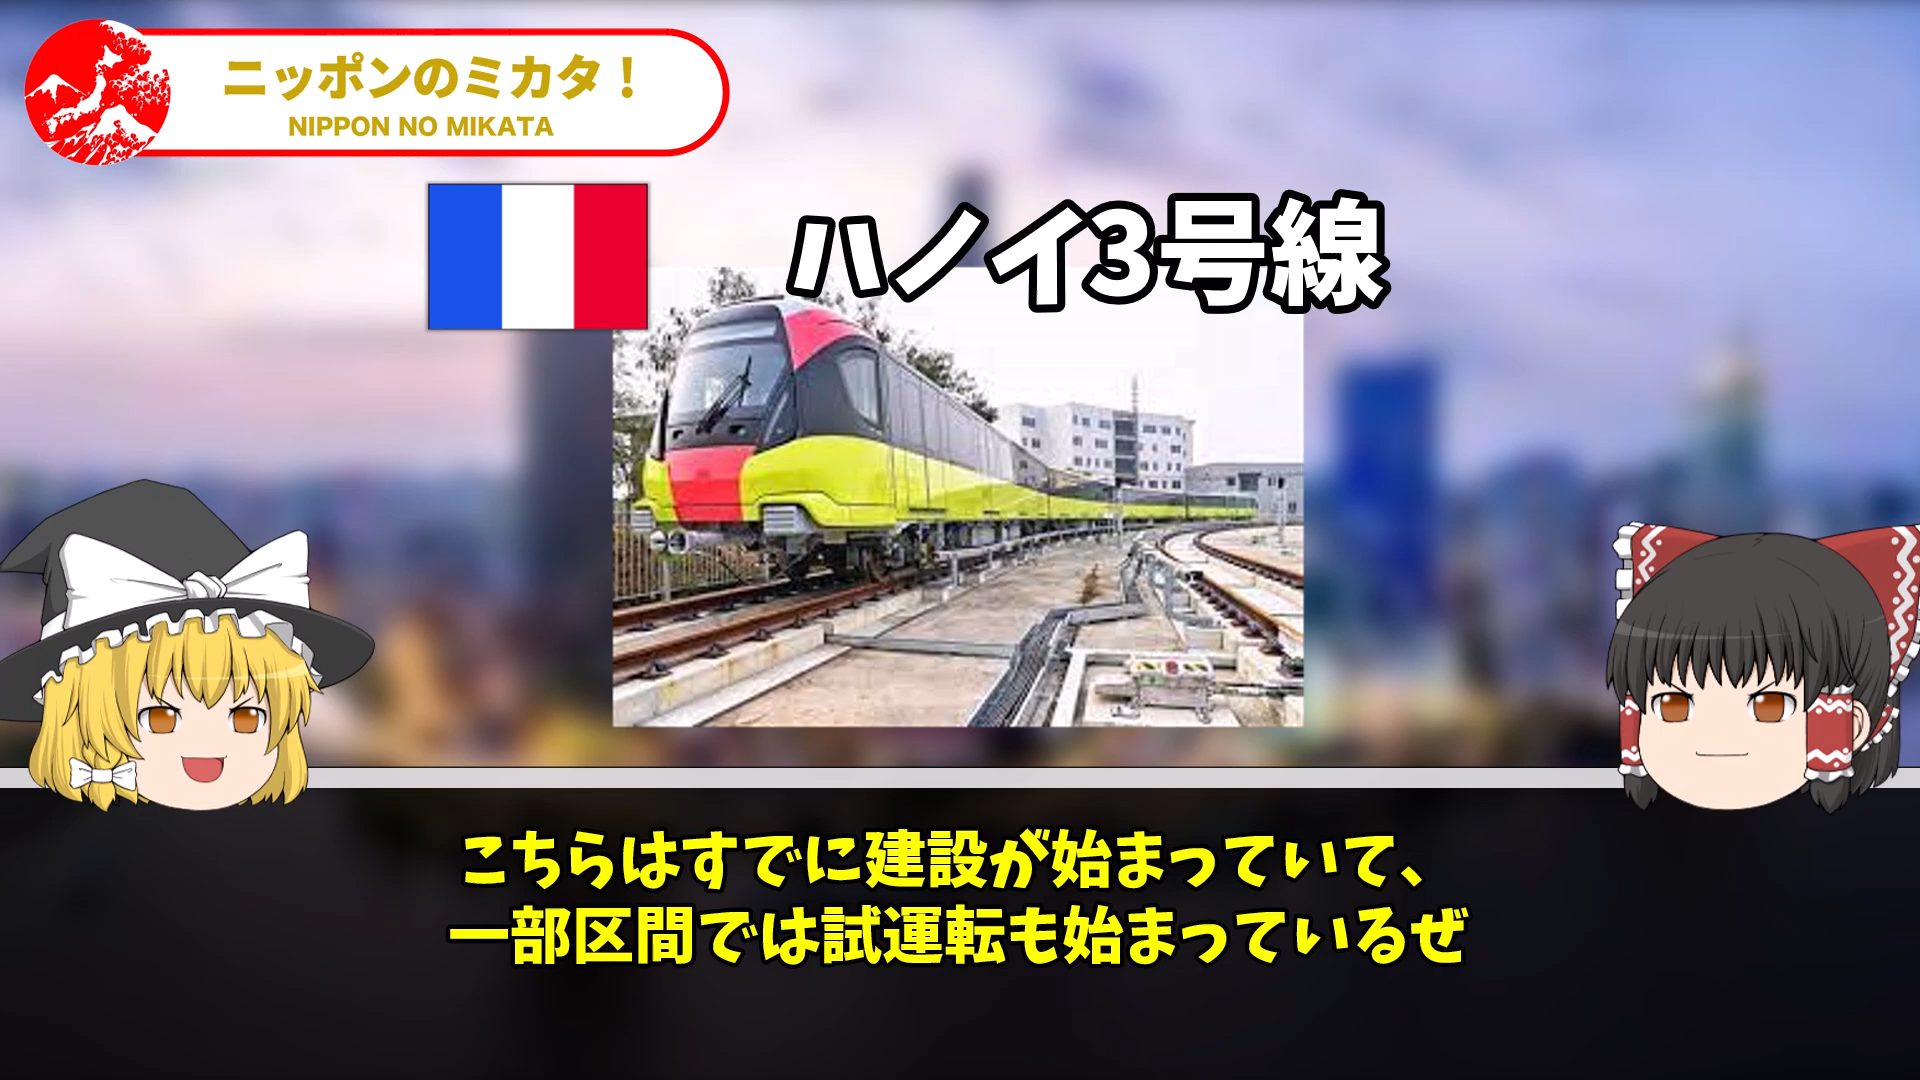 ニッポンのミカタ！
NIPPON NO MIKATA
ハノイ3号線
こちらはすでに建設が始まっていて、
一部区間では試運転も始まっているぜ